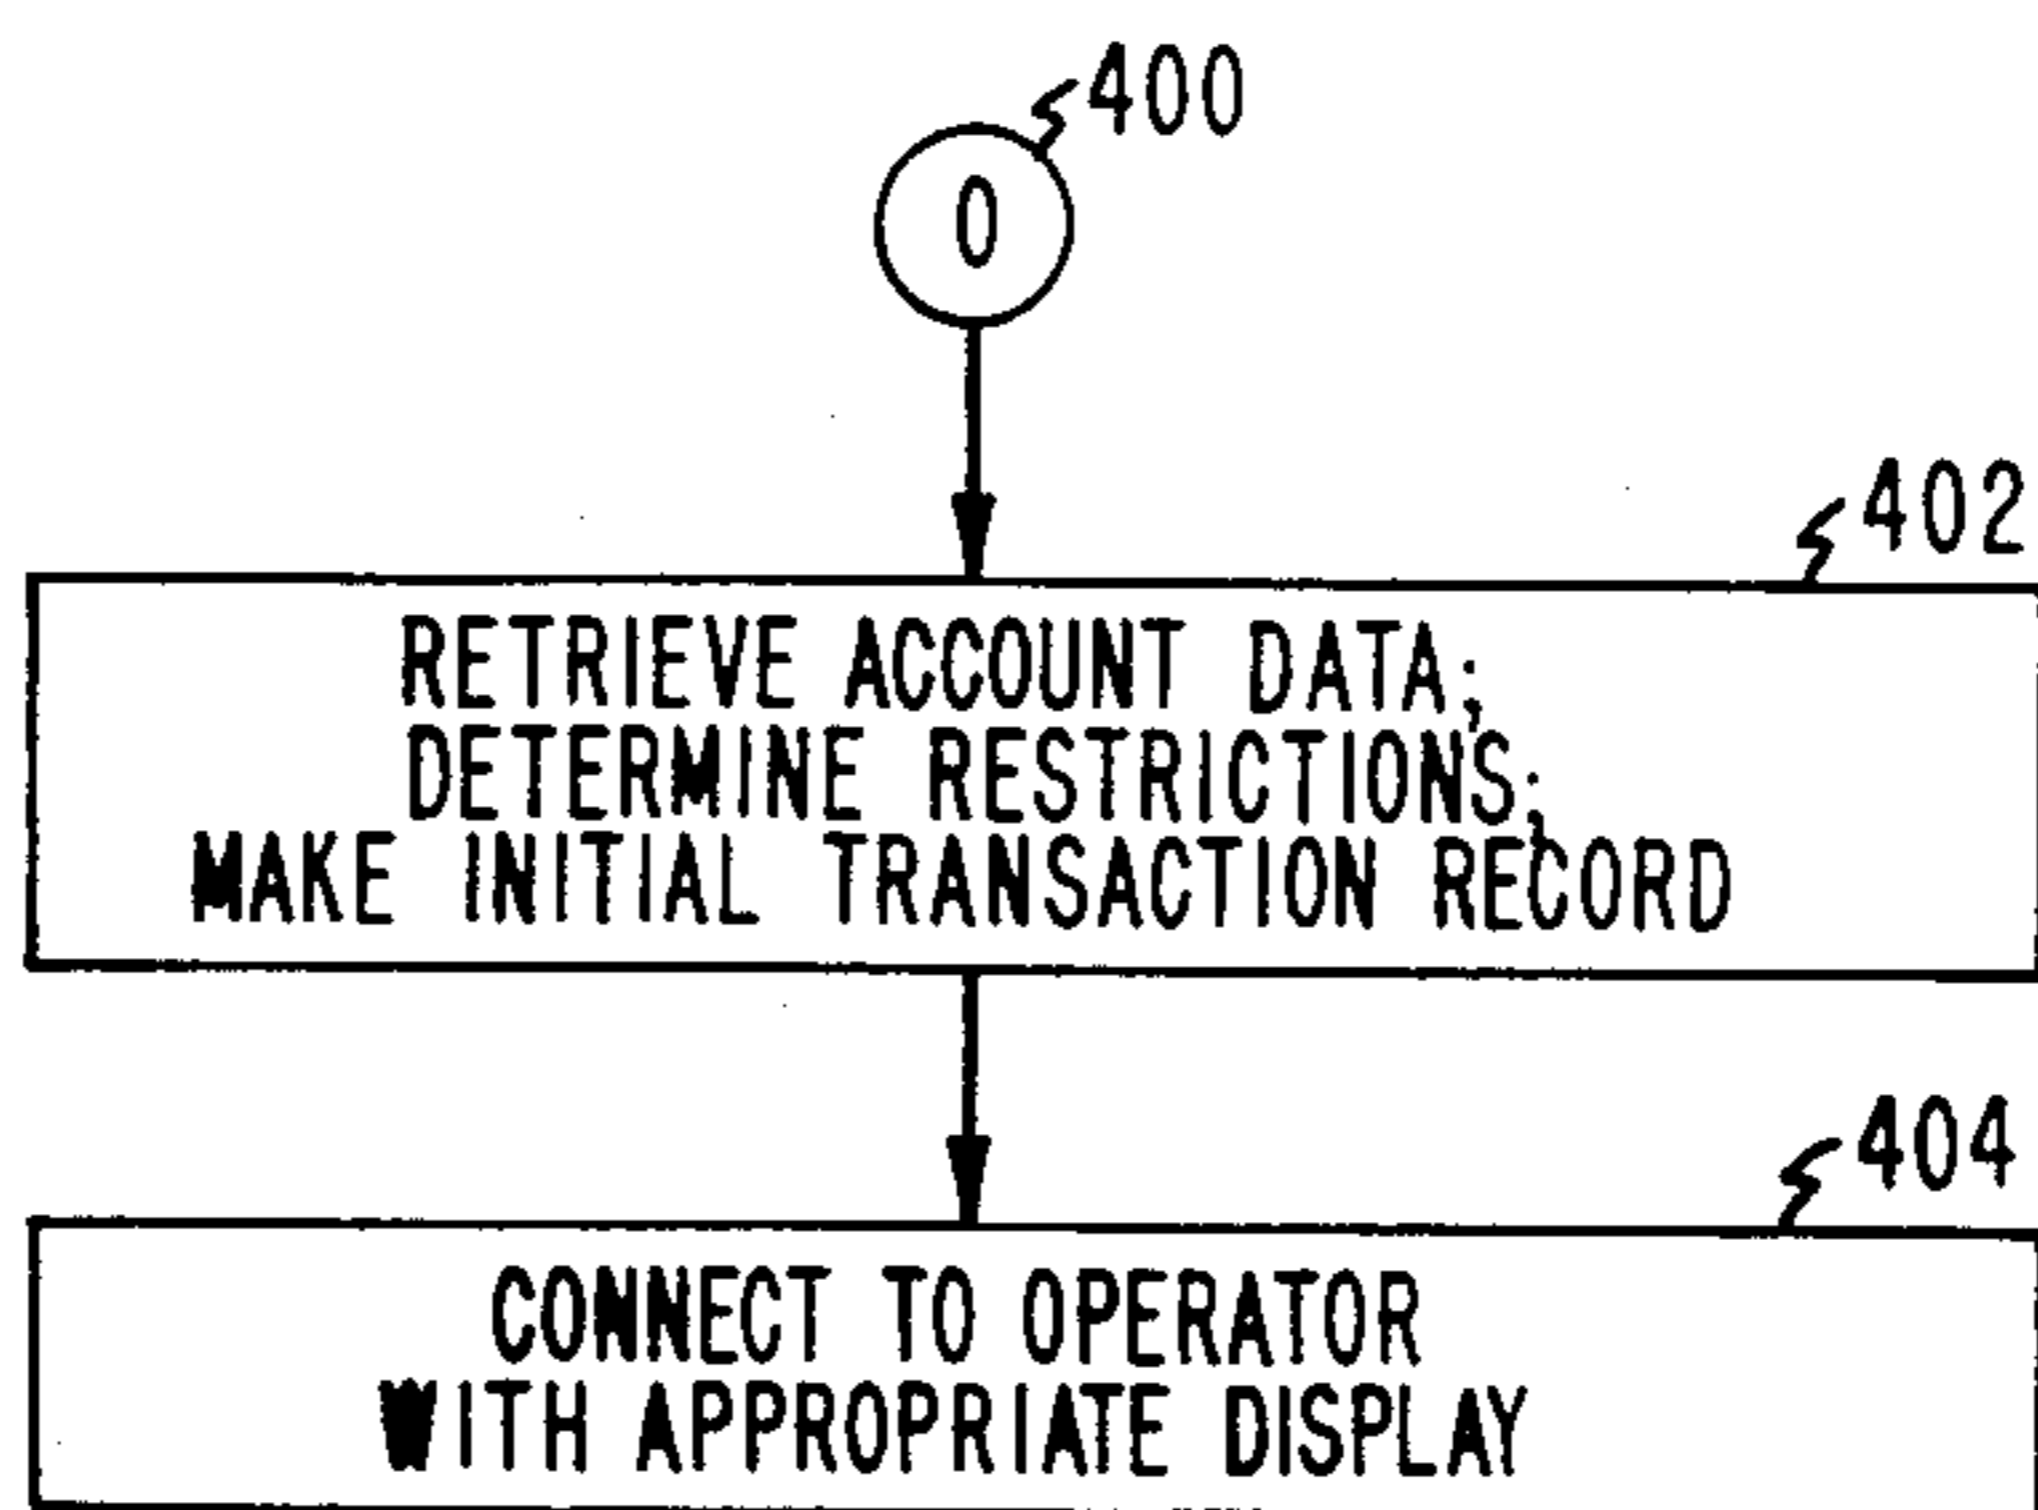 400
0
402
RETRIEVE ACCOUNT DATA;
DETERMINE RESTRICTIONS;
MAKE INITIAL TRANSACTION RECORD
404
CONNECT TO OPERATOR
WITH APPROPRIATE DISPLAY